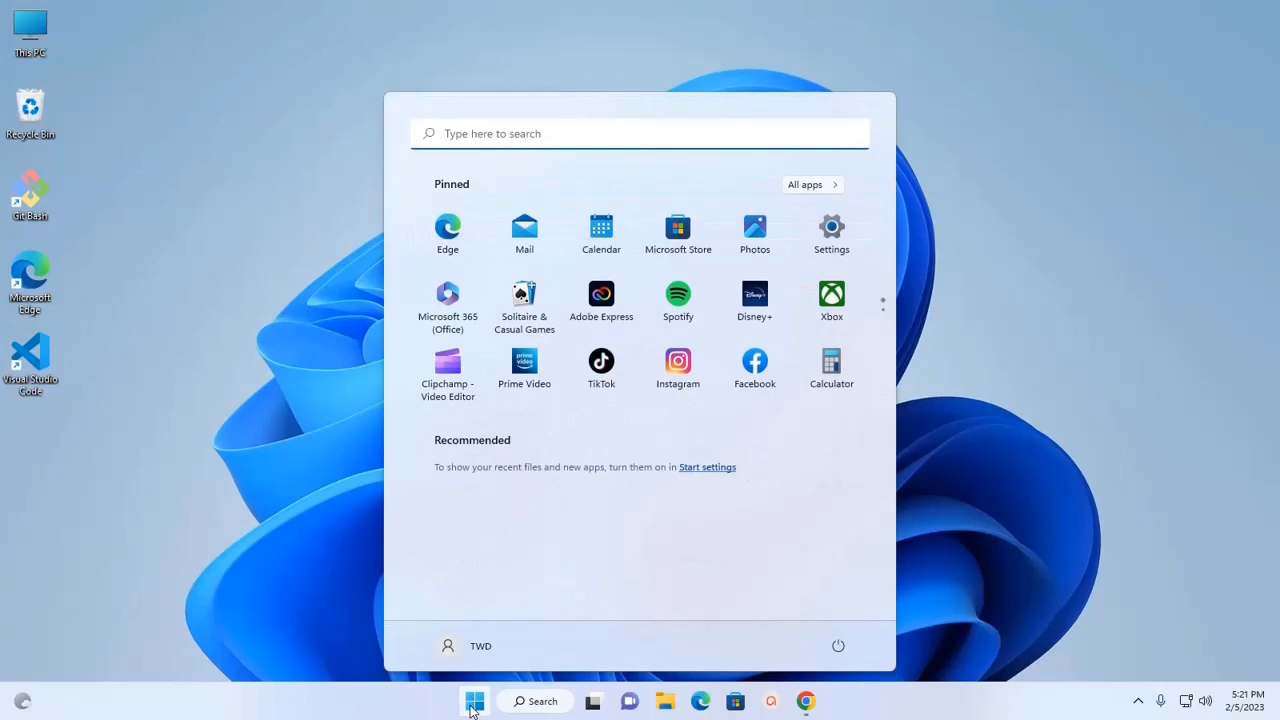 This PC
Recycle Bin
Git Bash
Microsoft
Edge
Visual Studio
Code
Type here to search
Pinned
All apps
Edge
Mail
Calendar
Microsoft Store
Photos
Settings
Microsoft 365
(Office)
Solitaire &
Casual Games
Adobe Express
Spotify
Disney+
Xbox
Clipchamp -
Video Editor
prime
video
Prime Video
TikTok
Instagram
Facebook
Calculator
Recommended
To show your recent files and new apps, turn them on in Start settings
TWD
Search
5:21 PM
2/5/2023